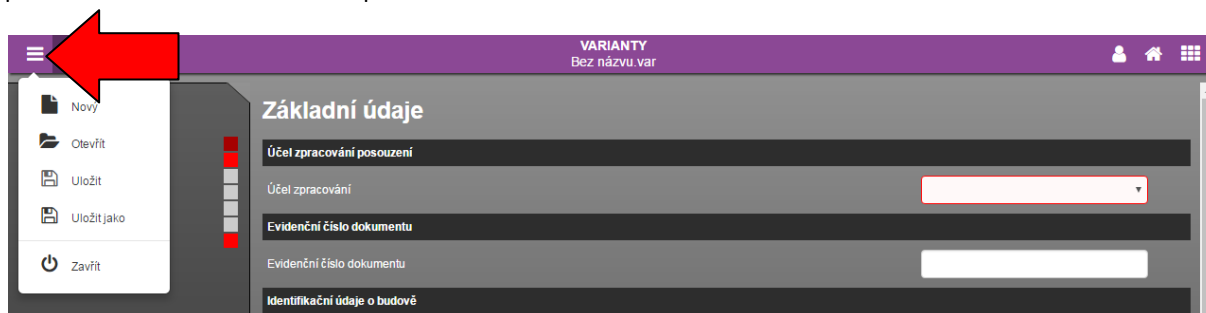 VARIANTY
Bez názvu.var
Nový
Otevřít
Uložit
Uložit jako
Zavřít
Základní údaje
Účel zpracování posouzení
Účel zpracování
Evidenční číslo dokumentu
Evidenční číslo dokumentu
Identifikační údaje o budově